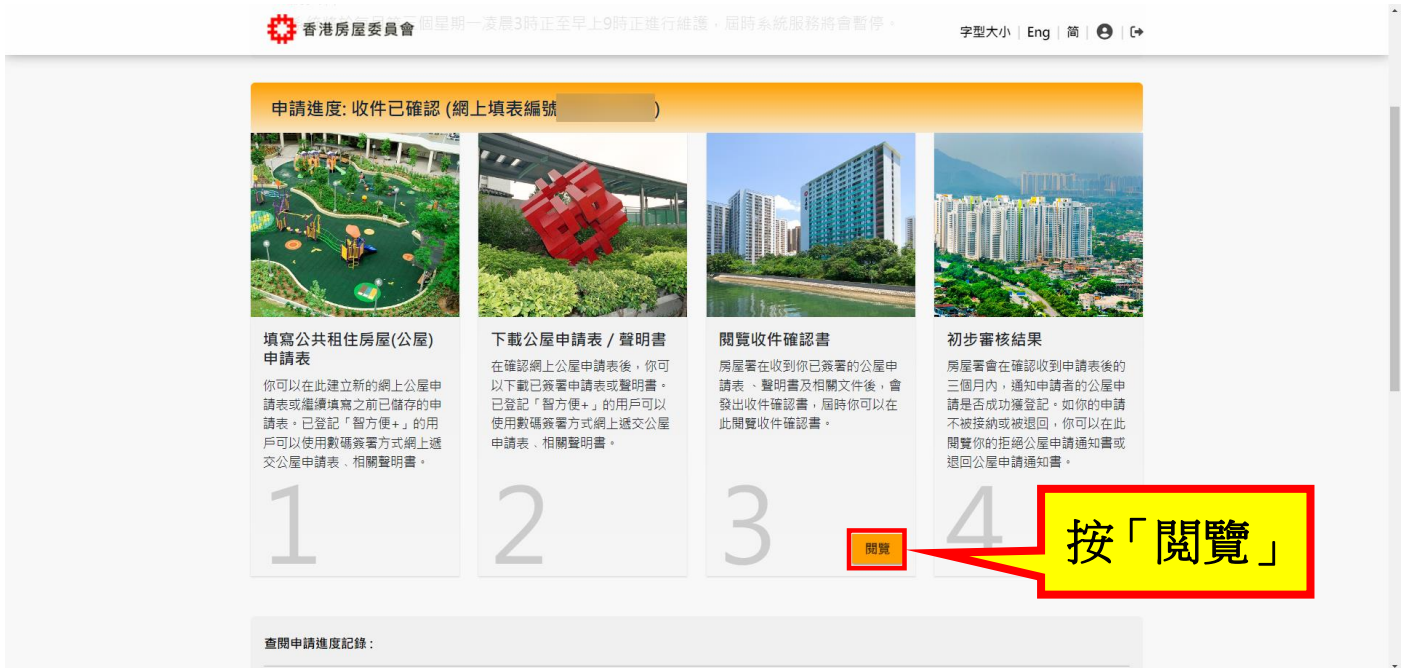 香港房屋委員會
個星期一凌晨3時正至早上9時正進行維護，屆時系統服務將會暫停。
字型大小 | Eng | 简
申請進度: 收件已確認 (網上填表編號 )
填寫公共租住房屋(公屋)
申請表
你可以在此建立新的網上公屋申
請表或繼續填寫之前已儲存的申
請表。已登記「智方便+」的用
戶可以使用數碼簽署方式網上遞
交公屋申請表﹑相關聲明書。
1
下載公屋申請表 / 聲明書
在確認網上公屋申請表後，你可
以下載已簽署申請表或聲明書。
已登記「智方便+」的用戶可以
使用數碼簽署方式網上遞交公屋
申請表﹑相關聲明書。
2
閱覽收件確認書
房屋署在收到你已簽署的公屋申
請表 ﹑聲明書及相關文件後，會
發出收件確認書，屆時你可以在
此閱覽收件確認書。
3
閱覽
初步審核結果
房屋署會在確認收到申請表後的
三個月內，通知申請者的公屋申
請是否成功獲登記。如你的申請
不被接納或被退回，你可以在此
閱覽你的拒絕公屋申請通知書或
退回公屋申請通知書。
4
按「閱覽」
查閱申請進度記錄 :